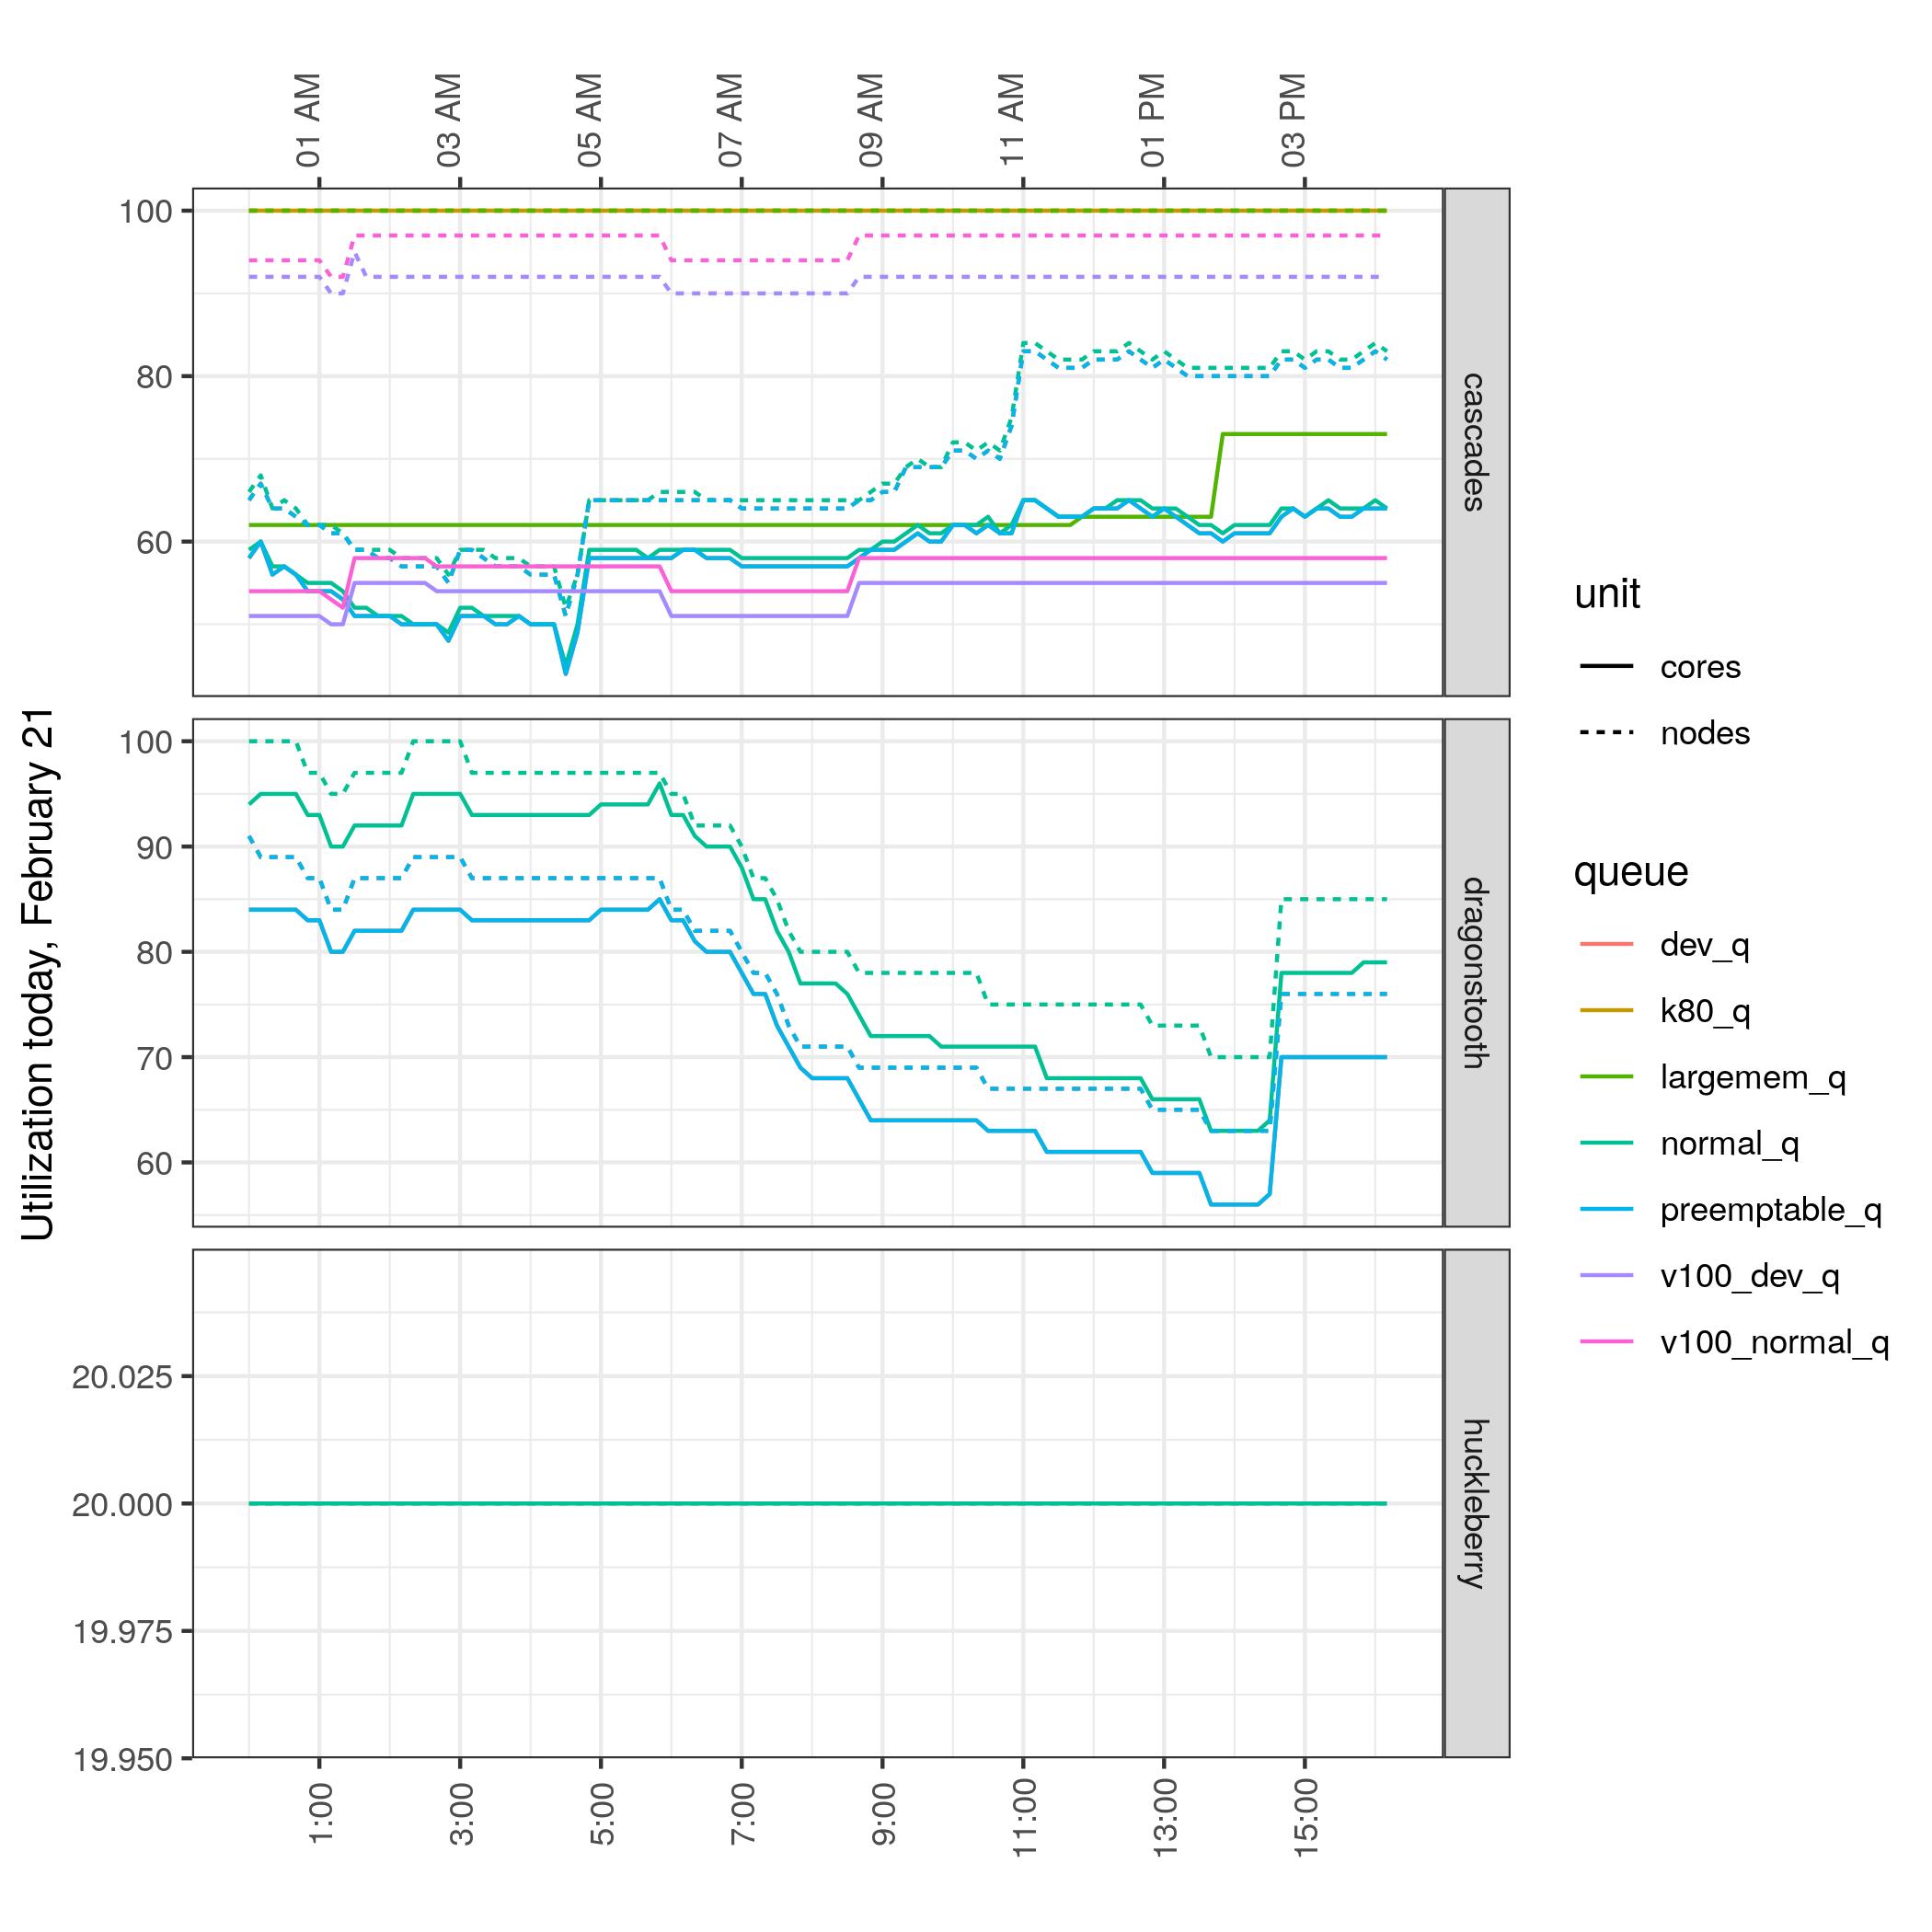 01 AM
03 AM
05 AM
07 AM
09 AM
11 AM
01 PM
03 PM
100
80
60
cascades
100
90
80
70
60
dragonstooth
20.025
20.000
19.975
19.950
huckleberry
1:00
3:00
5:00
7:00
9:00
11:00
13:00
15:00
Utilization today, February 21
unit
cores
nodes
queue
dev_q
k80_q
largemem_q
normal_q
preemptable_q
v100_dev_q
v100_normal_q